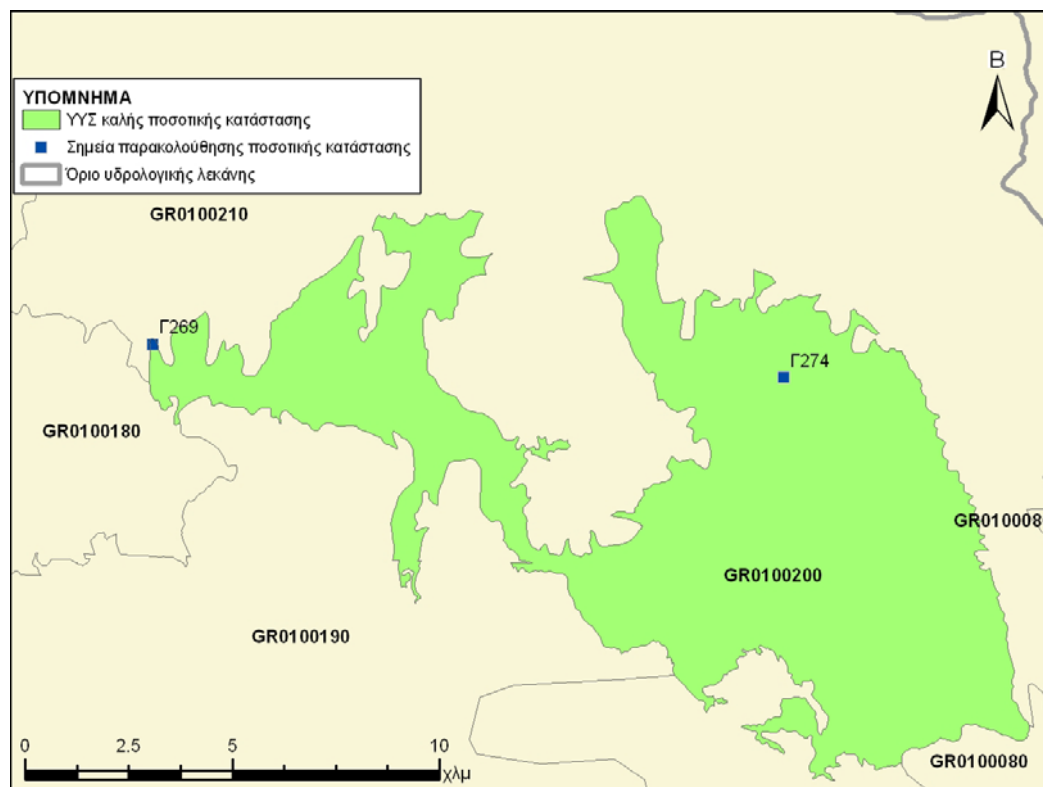 Β
ΥΠΟΜΝΗΜΑ
ΥΥΣ καλής ποσοτικής κατάστασης
Σημεία παρακολούθησης ποσοτικής κατάστασης
Όριο υδρολογικής λεκάνης
GR0100210
Γ269
Γ274
GR0100180
GR010008
GR0100200
GR0100190
0 2.5 5 10
χλμ
GR0100080